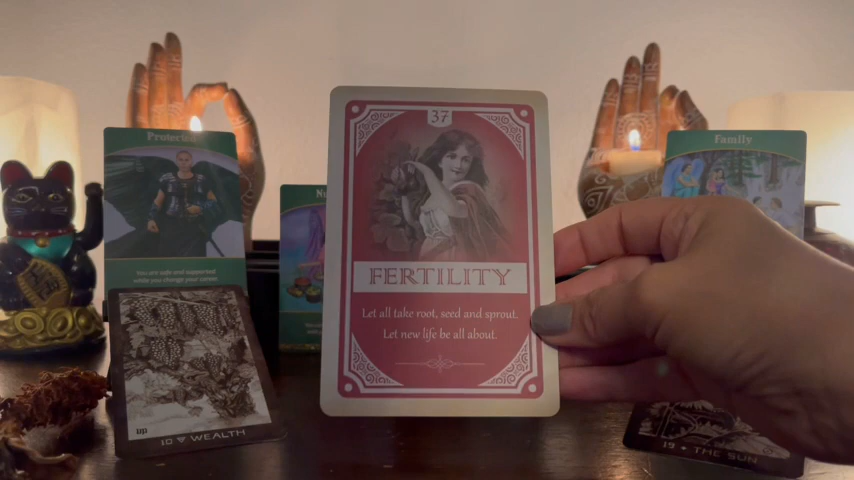 37
FERTILITY
Let all take root, seed and sprout.
Let new life be all about.
You are safe and supported
while you change your career.
10 WEALTH
Family
19 THE SUN